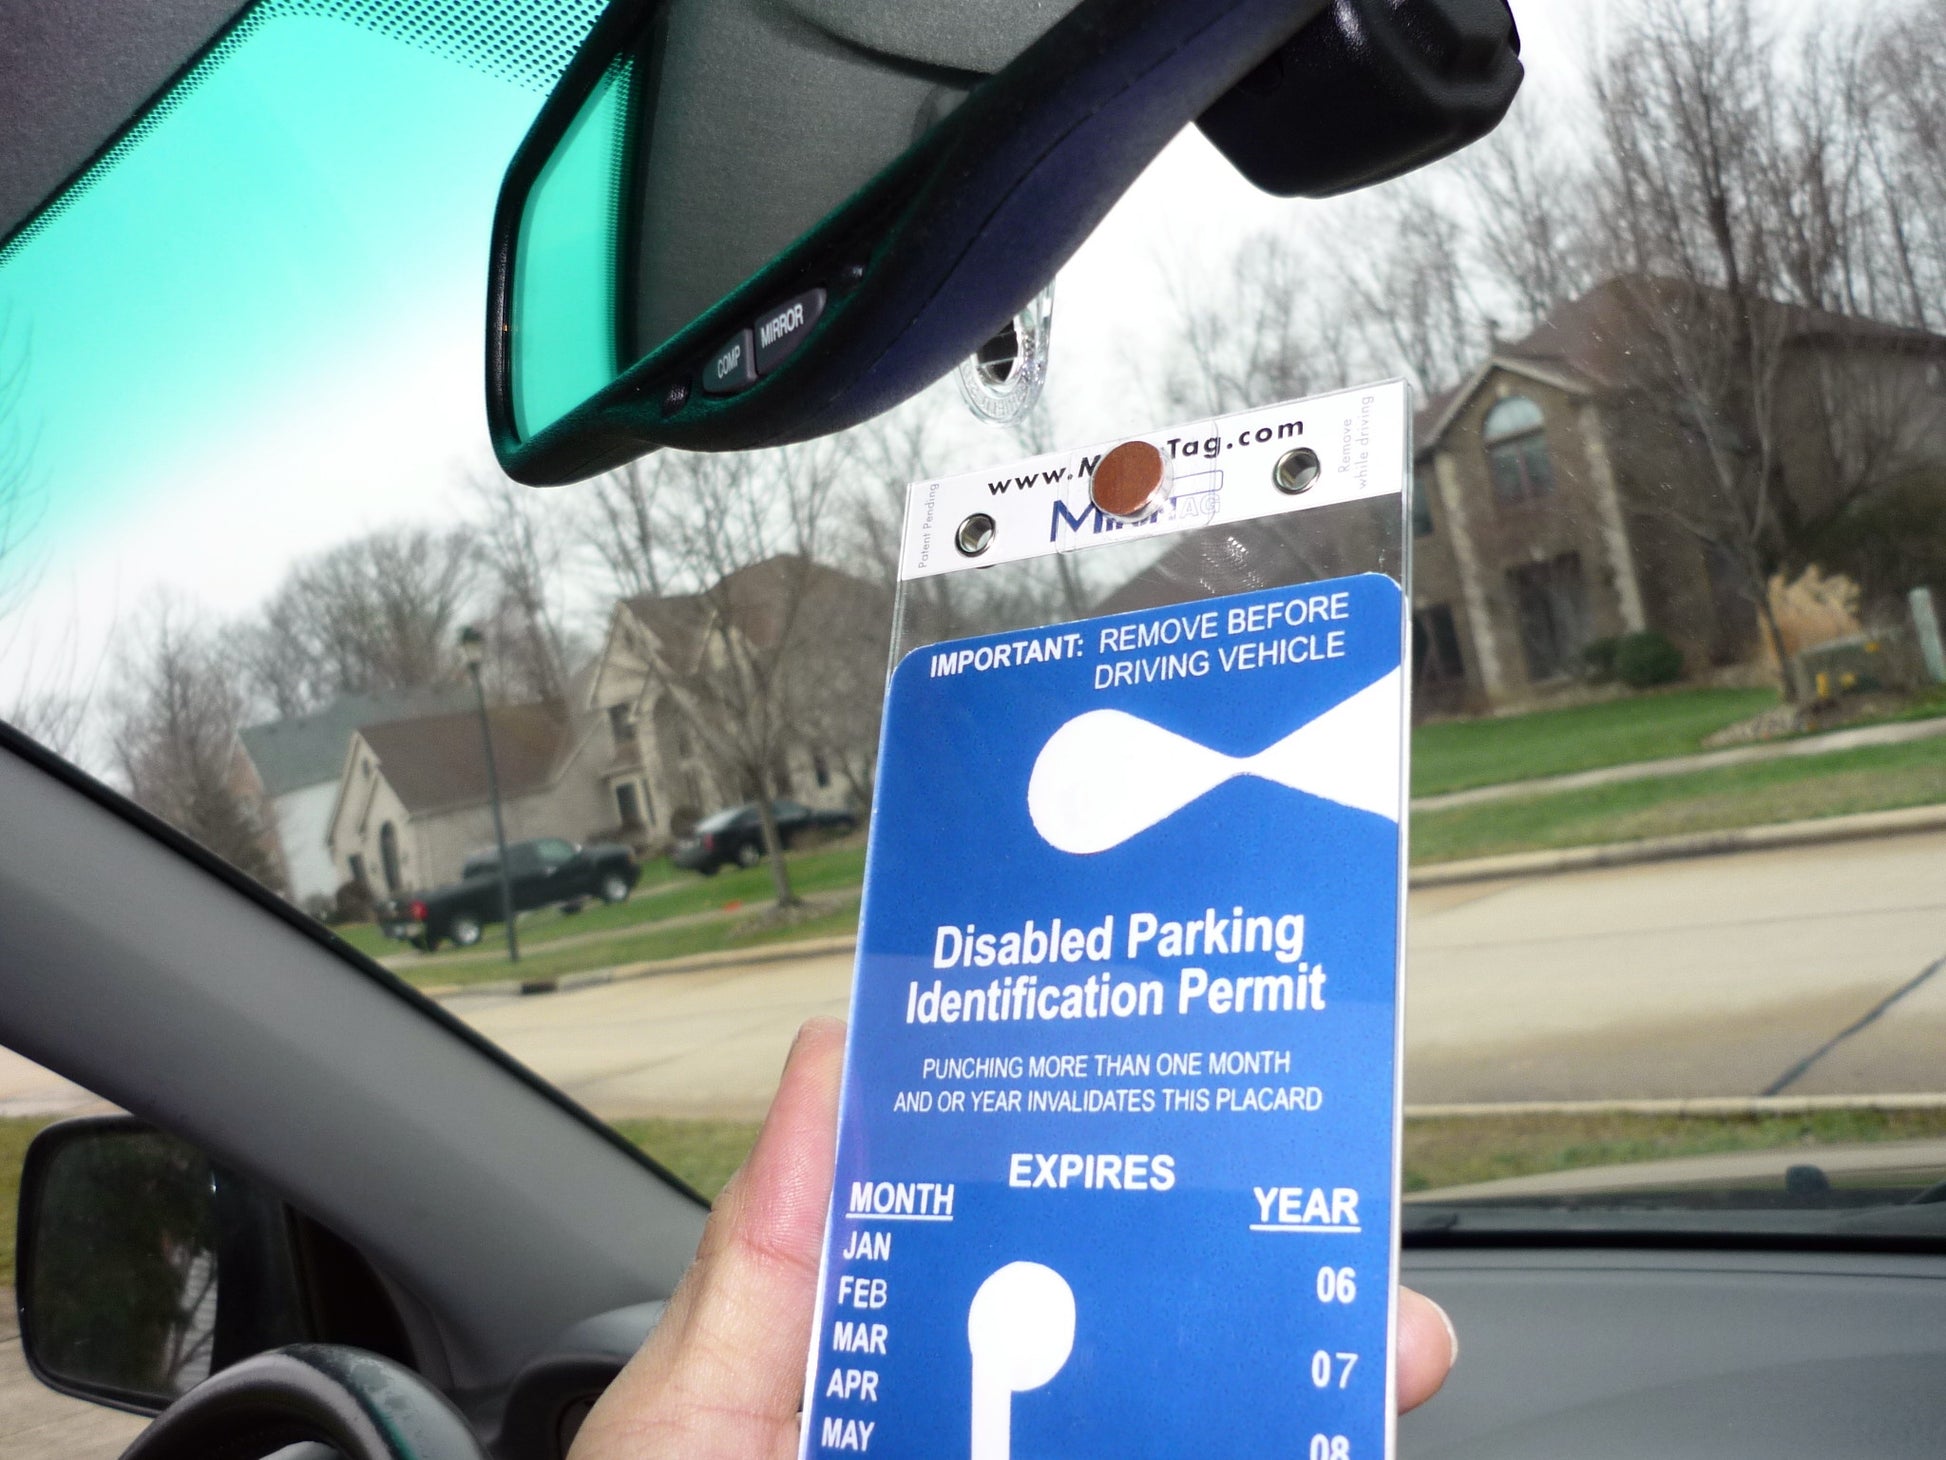 COMP MIRROR
Patent Pending
www.M Tag.com
Remove
while driving
IMPORTANT: REMOVE BEFORE
DRIVING VEHICLE
Disabled Parking
Identification Permit
PUNCHING MORE THAN ONE MONTH
AND OR YEAR INVALIDATES THIS PLACARD
EXPIRES
MONTH YEAR
JAN
FEB 06
MAR
APR 07
MAY 08